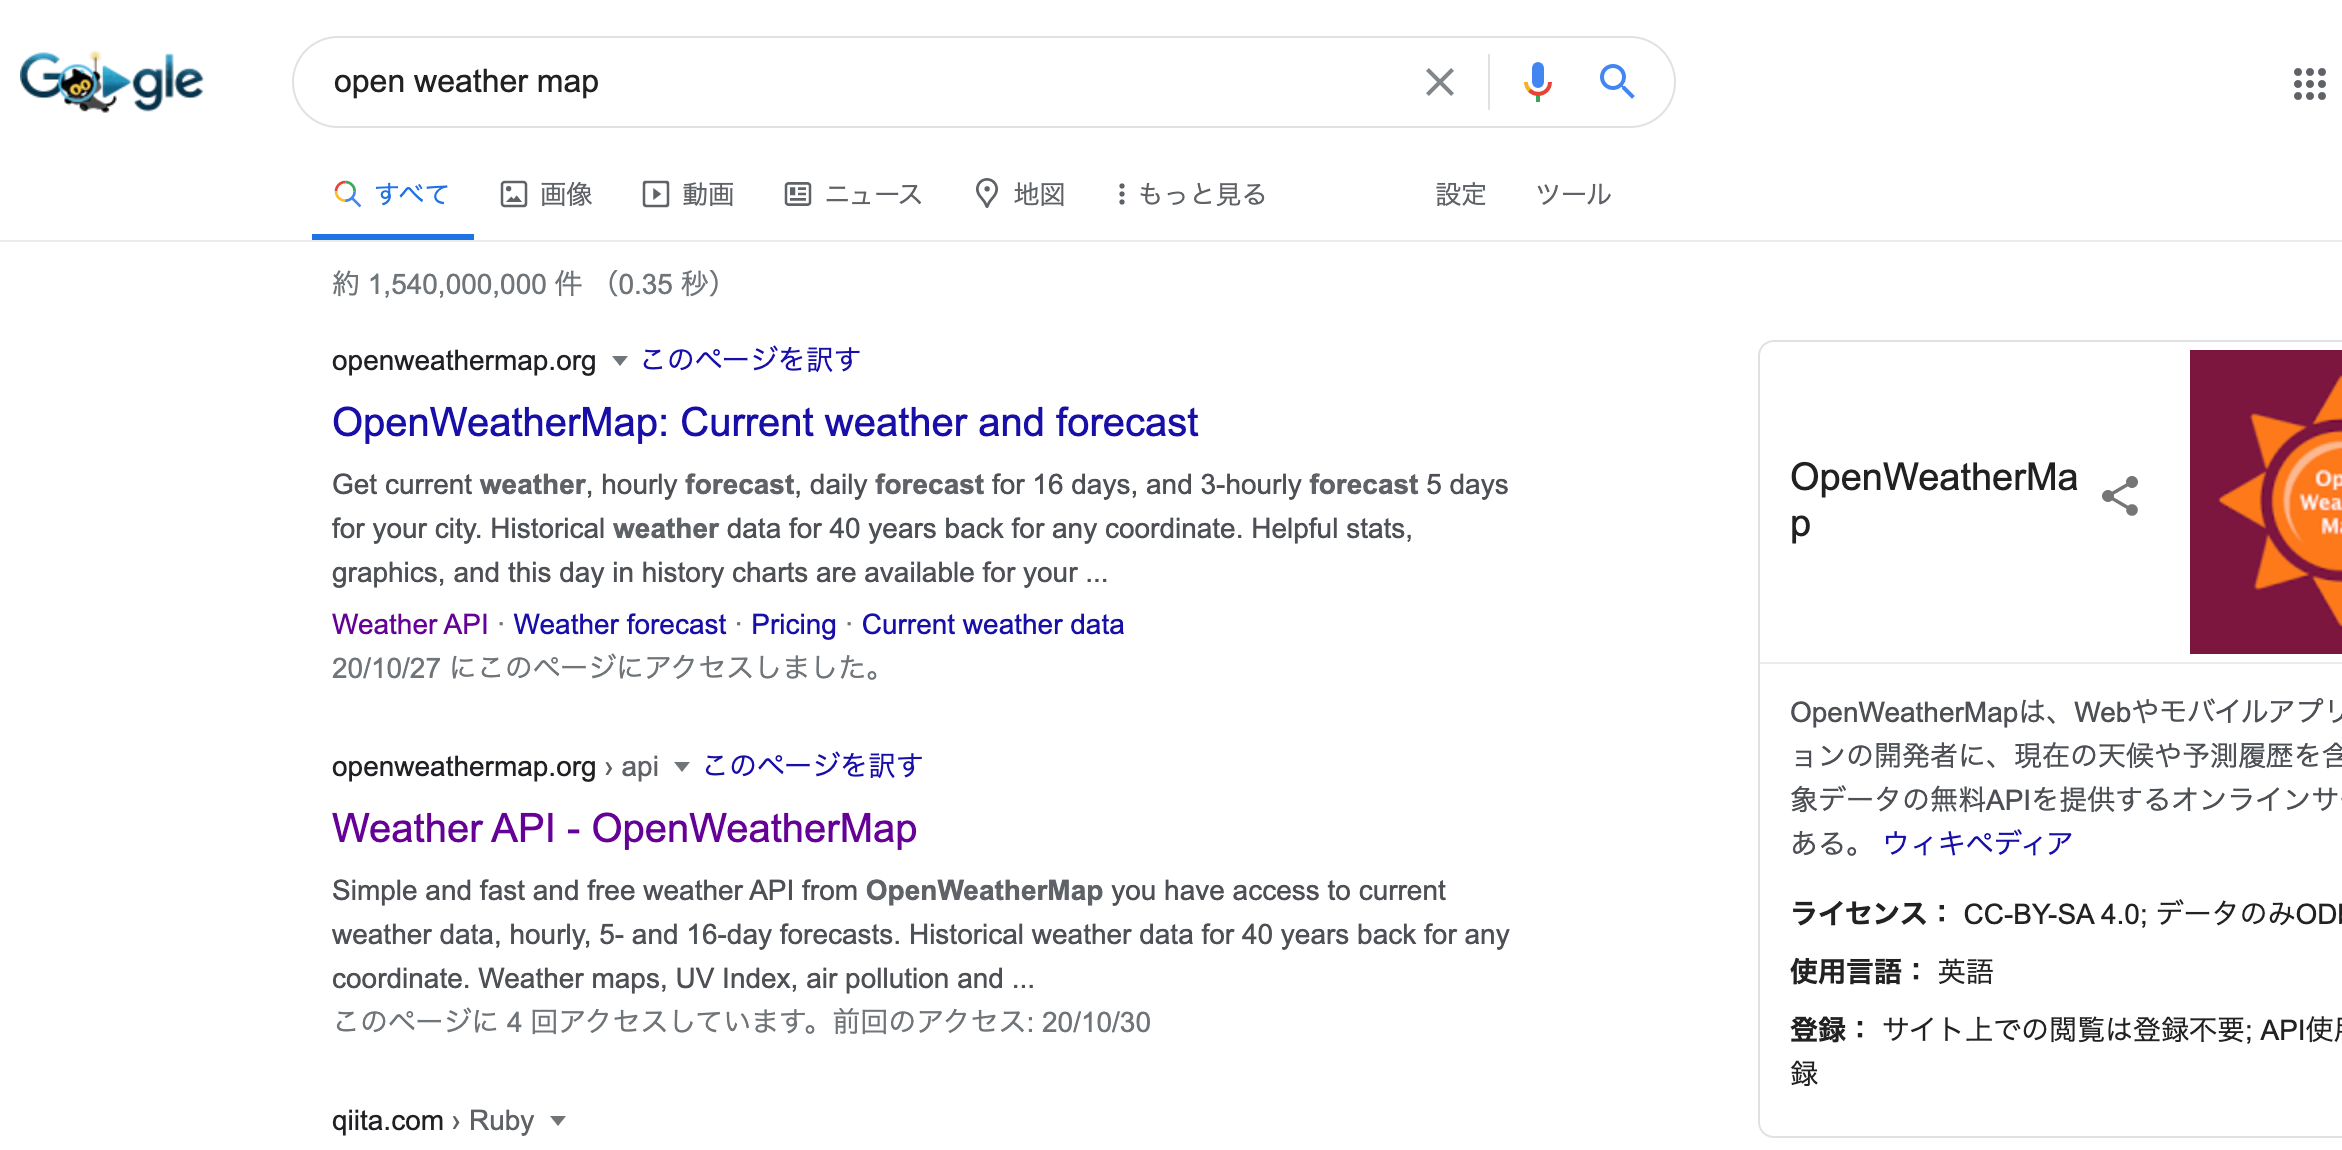 Google
open weather map
すべて 画像 動画 ニュース 地図 もっと見る 設定 ツール
約 1,540,000,000 件 （0.35 秒）
openweathermap.org ▼ このページを訳す
OpenWeatherMap: Current weather and forecast
Get current weather, hourly forecast, daily forecast for 16 days, and 3-hourly forecast 5 days
for your city. Historical weather data for 40 years back for any coordinate. Helpful stats,
graphics, and this day in history charts are available for your ...
Weather API · Weather forecast · Pricing · Current weather data
20/10/27 にこのページにアクセスしました。
openweathermap.org › api ▼ このページを訳す
Weather API - OpenWeatherMap
Simple and fast and free weather API from OpenWeatherMap you have access to current
weather data, hourly, 5- and 16-day forecasts. Historical weather data for 40 years back for any
coordinate. Weather maps, UV Index, air pollution and ...
このページに 4 回アクセスしています。前回のアクセス: 20/10/30
qiita.com › Ruby ▼
OpenWeatherMa
p
Op
Wea
Ma
OpenWeatherMapは、Webやモバイルアプリ
ョンの開発者に、現在の天候や予測履歴を含
象データの無料APIを提供するオンラインサ
ある。 ウィキペディア
ライセンス： CC-BY-SA 4.0; データのみOD
使用言語： 英語
登録： サイト上での閲覧は登録不要; API使
録